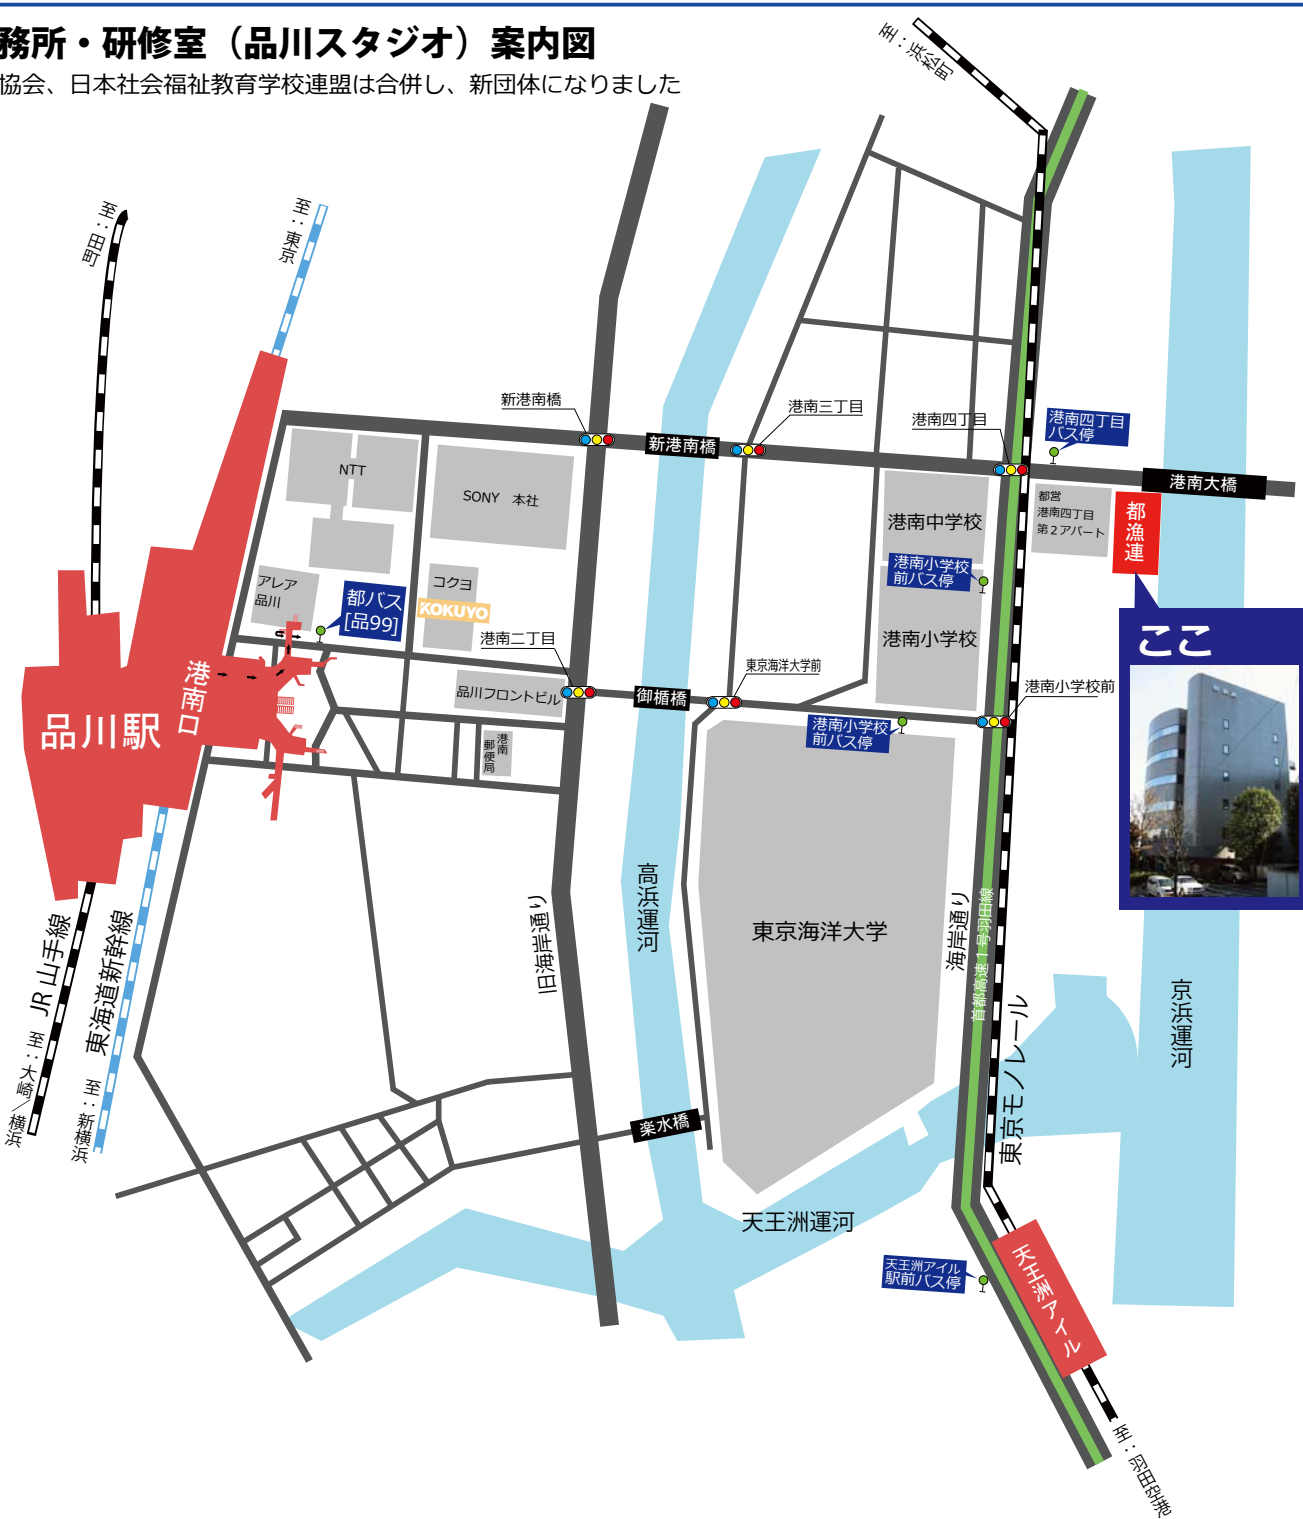 務所・研修室（品川スタジオ）案内図
協会、日本社会福祉教育学校連盟は合併し、新団体になりました
至：浜松町
至：田町
至：東京
新港南橋
港南三丁目
港南四丁目
港南四丁目
バス停
新港南橋
港南大橋
NTT
SONY 本社
港南中学校
都営
港南四丁目
第２アパート
都漁連
アレア
品川
都バス
[品99]
コクヨ
KOKUYO
港南小学校
前バス停
ここ
港南二丁目
港南小学校
東京海洋大学前
港南口
品川駅
品川フロントビル
御楯橋
港南小学校前
港南小学校
前バス停
港南
郵便局
高浜運河
旧海岸通り
東京海洋大学
海岸通り
首都高速１号羽田線
JR 山手線
東海道新幹線
東京モノレール
京浜運河
至：大崎／横浜
至：新横浜
楽水橋
天王洲運河
天王洲アイル
駅前バス停
天王洲アイル
至：羽田空港